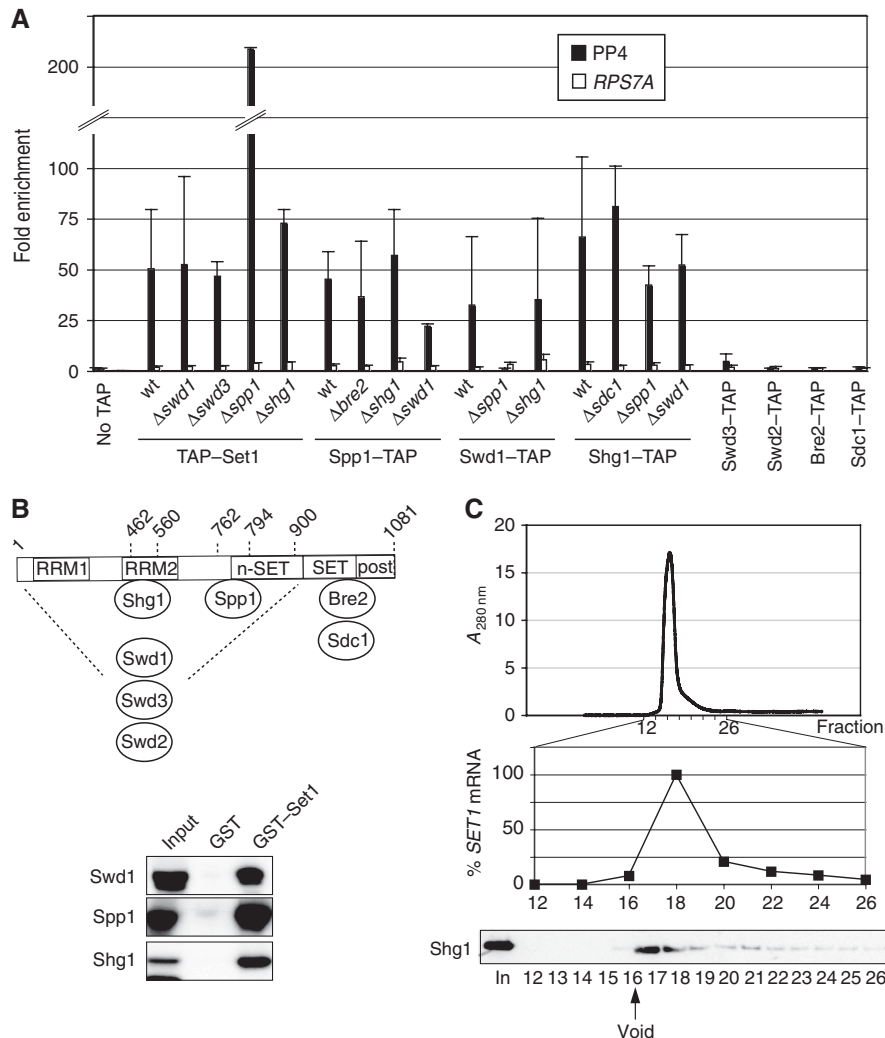 A
PP4
RPS7A
Fold enrichment
200
100
75
50
25
0
No TAP
wt
Δswd1
Δswd3
Δspp1
Δshg1
wt
Δbre2
Δshg1
Δswd1
wt
Δspp1
Δshg1
wt
Δsdc1
Δspp1
Δswd1
Swd3–TAP
Swd2–TAP
Bre2–TAP
Sdc1–TAP
TAP–Set1
Spp1–TAP
Swd1–TAP
Shg1–TAP
B
1
462
560
762
794
900
1081
RRM1
RRM2
n-SET
SET
post
Shg1
Spp1
Bre2
Sdc1
Swd1
Swd3
Swd2
Input
GST
GST–Set1
Swd1
Spp1
Shg1
C
20
15
10
5
0
A280 nm
12
26
Fraction
% SET1 mRNA
100
50
0
12 14 16 18 20 22 24 26
Shg1
In 12 13 14 15 16 17 18 19 20 21 22 23 24 25 26
Void